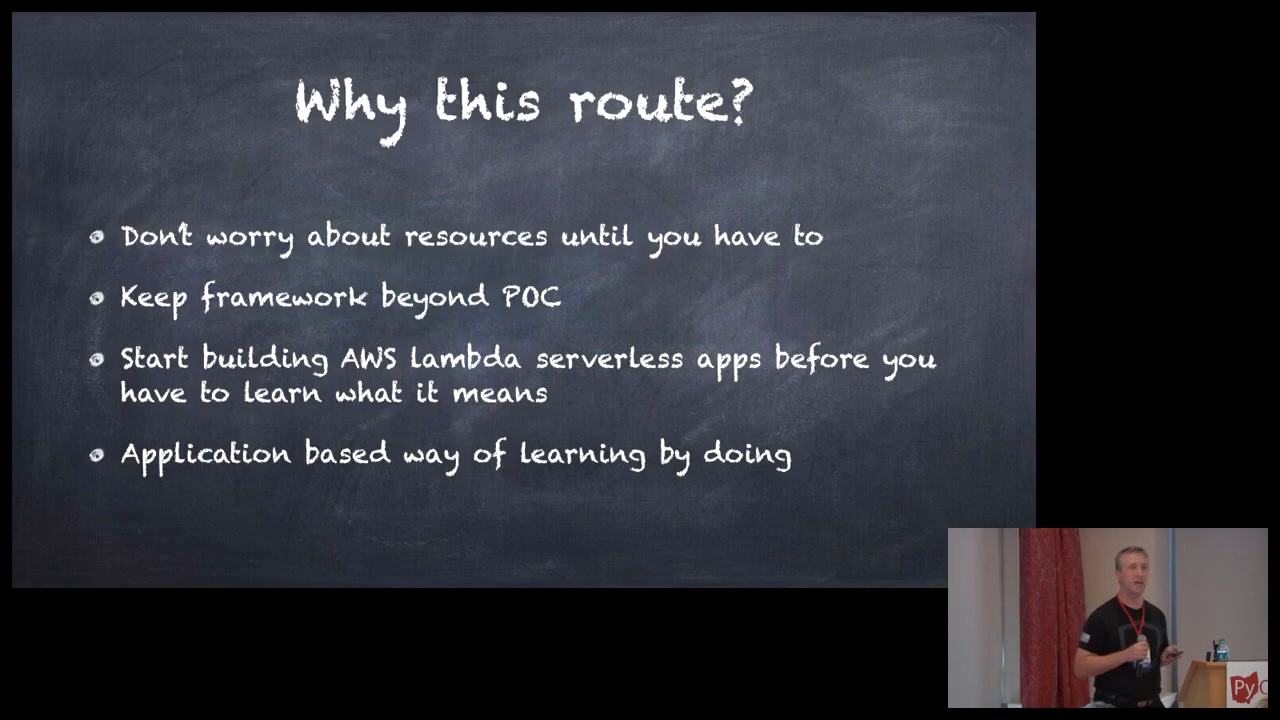 Why this route?
Don't worry about resources until you have to
Keep framework beyond POC
Start building AWS lambda serverless apps before you
have to learn what it means
Application based way of learning by doing
Py